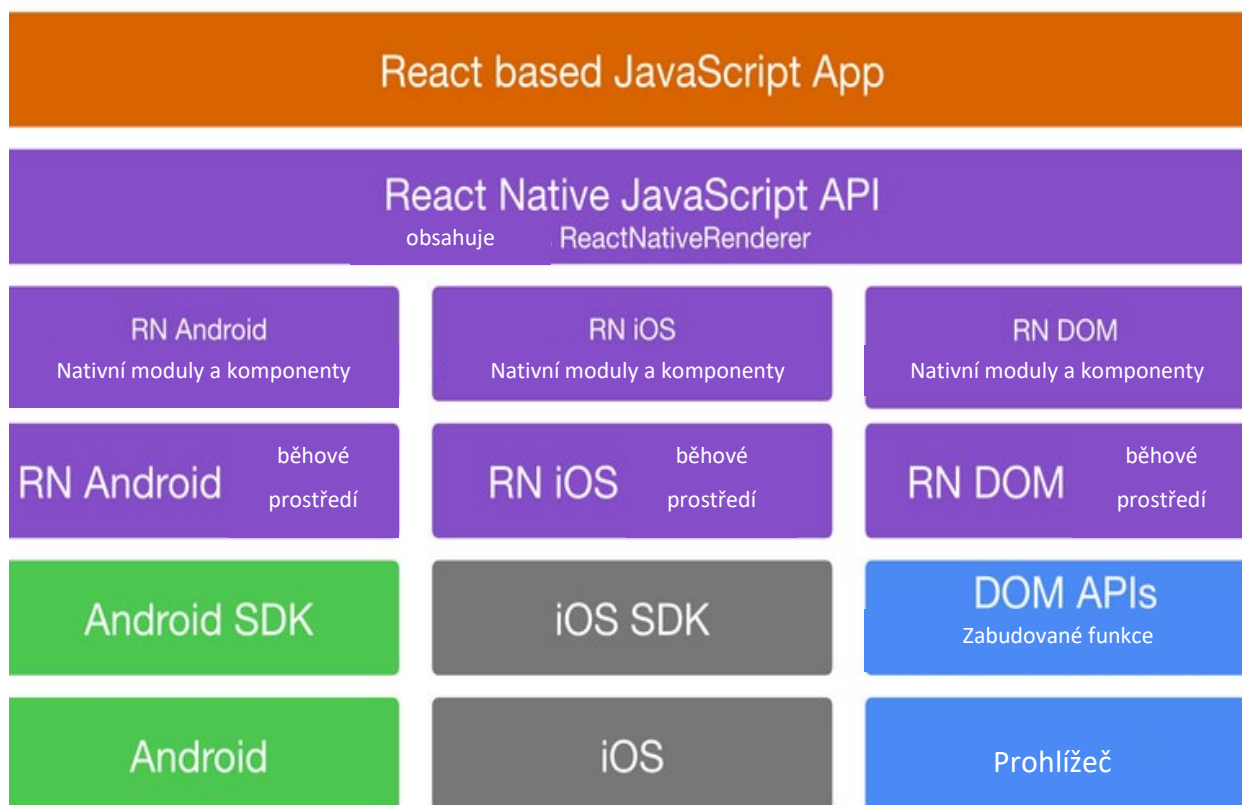 React based JavaScript App
React Native JavaScript API
obsahuje ReactNativeRenderer
RN Android
Nativní moduly a komponenty
RN iOS
Nativní moduly a komponenty
RN DOM
Nativní moduly a komponenty
RN Android běhové
prostředí
RN iOS běhové
prostředí
RN DOM běhové
prostředí
Android SDK
iOS SDK
DOM APIs
Zabudované funkce
Android
iOS
Prohlížeč